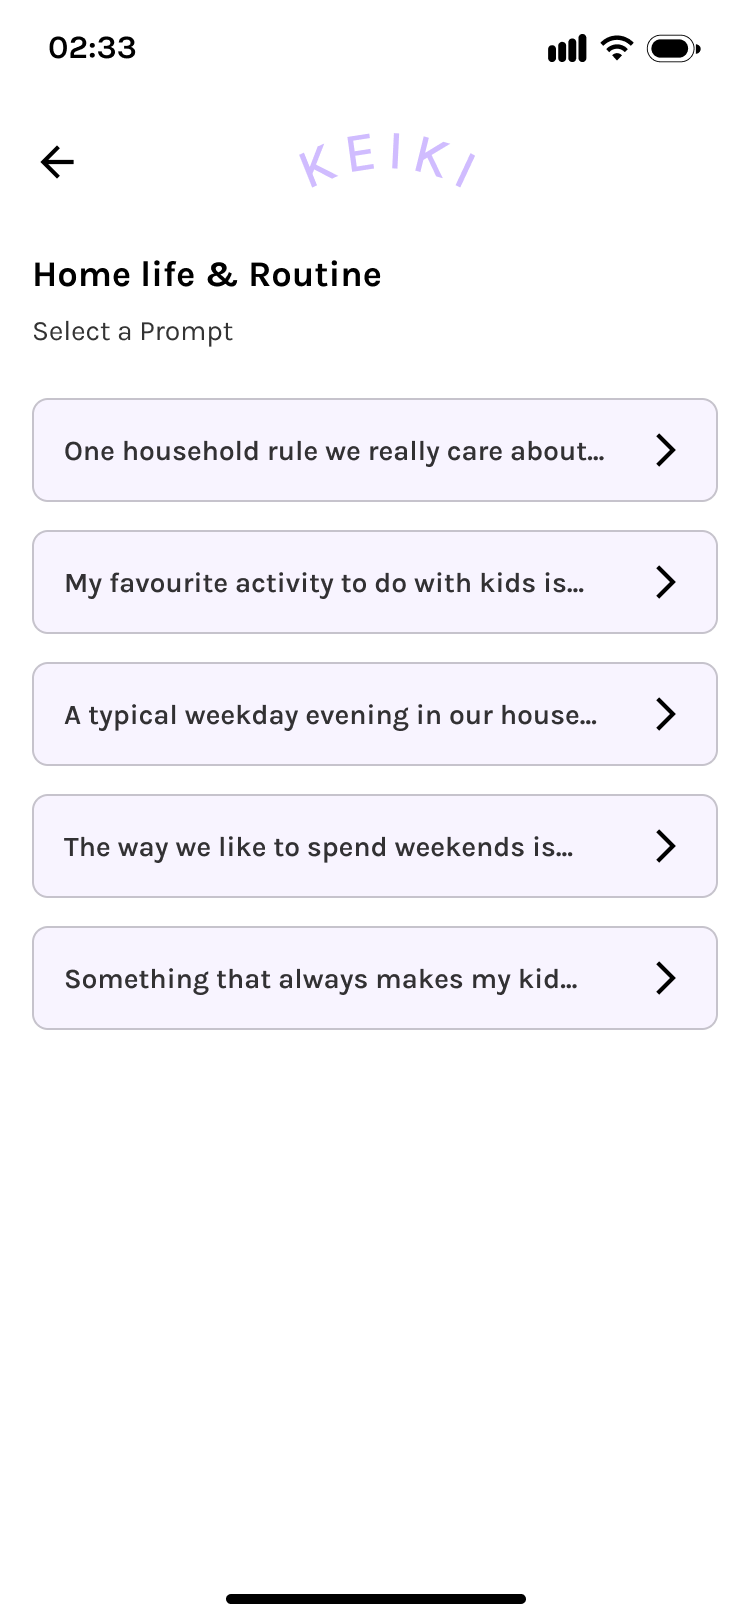 02:33
KEIKI
Home life & Routine
Select a Prompt
One household rule we really care about...
My favourite activity to do with kids is...
A typical weekday evening in our house...
The way we like to spend weekends is...
Something that always makes my kid...